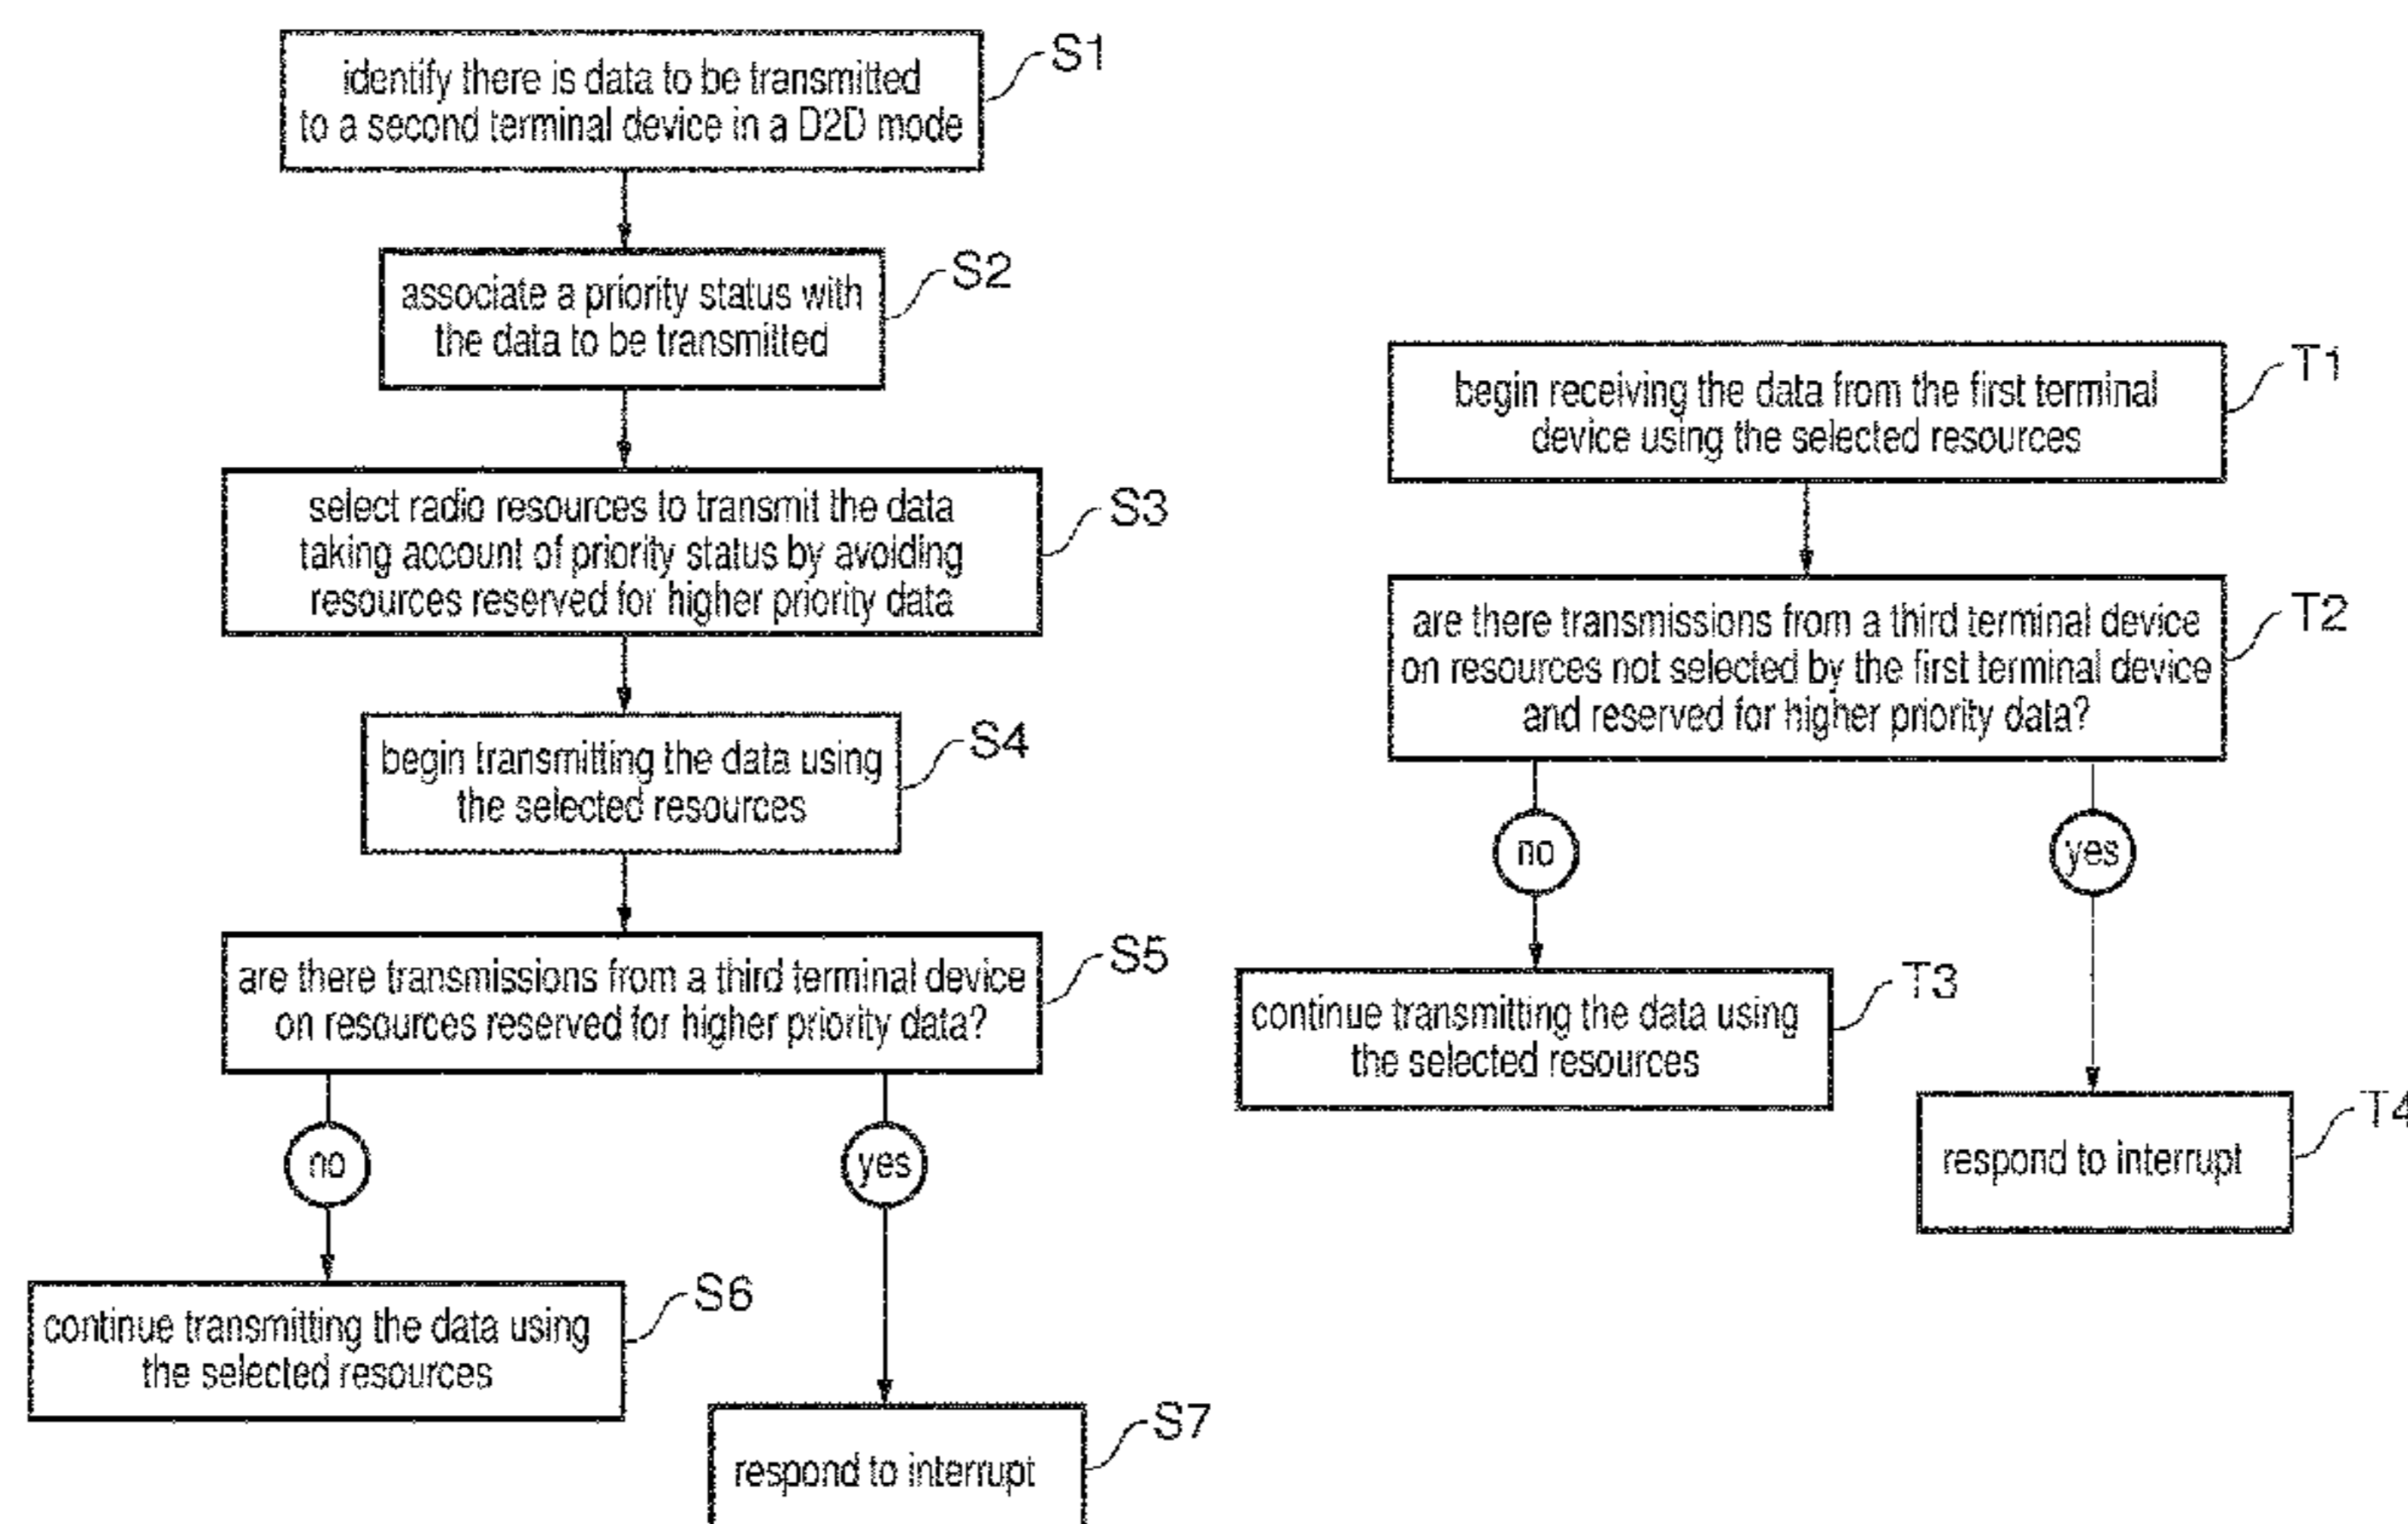 identify there is data to be transmitted
to a second terminal device in a D2D mode
S1
associate a priority status with
the data to be transmitted
S2
select radio resources to transmit the data
taking account of priority status by avoiding
resources reserved for higher priority data
S3
begin transmitting the data using
the selected resources
S4
are there transmissions from a third terminal device
on resources reserved for higher priority data?
S5
no
yes
continue transmitting the data using
the selected resources
S6
respond to interrupt
S7
begin receiving the data from the first terminal
device using the selected resources
T1
are there transmissions from a third terminal device
on resources not selected by the first terminal device
and reserved for higher priority data?
T2
no
yes
continue transmitting the data using
the selected resources
T3
respond to interrupt
T4